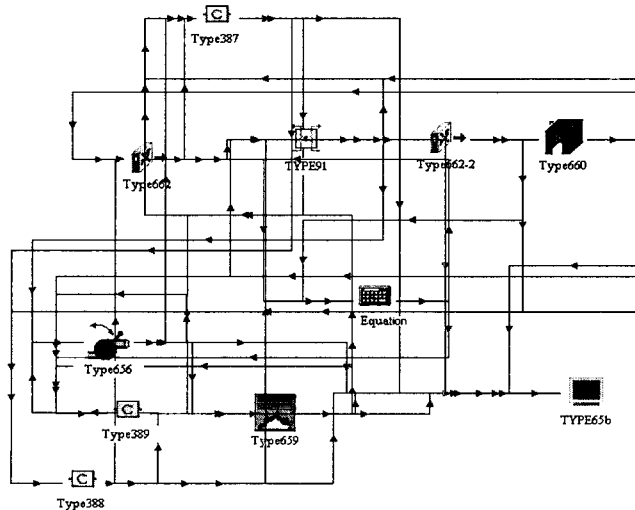 C
Type387
Type662
TYPE91
Type662-2
Type660
Equation
Type656
C
Type389
Type659
TYPE65b
C
Type388